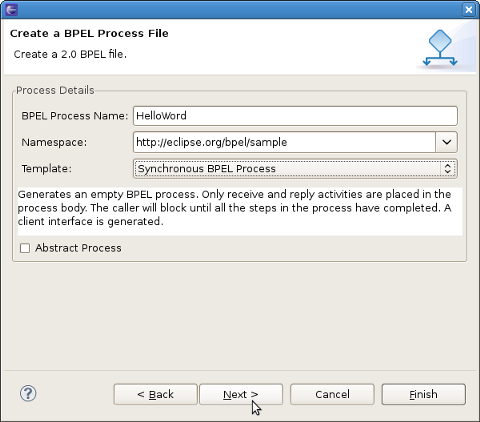 Create a BPEL Process File
Create a 2.0 BPEL file.
Process Details
BPEL Process Name: HelloWord
Namespace: http://eclipse.org/bpel/sample
Template: Synchronous BPEL Process
Generates an empty BPEL process. Only receive and reply activities are placed in the
process body. The caller will block until all the steps in the process have completed. A
client interface is generated.
Abstract Process
? < Back Next > Cancel Finish